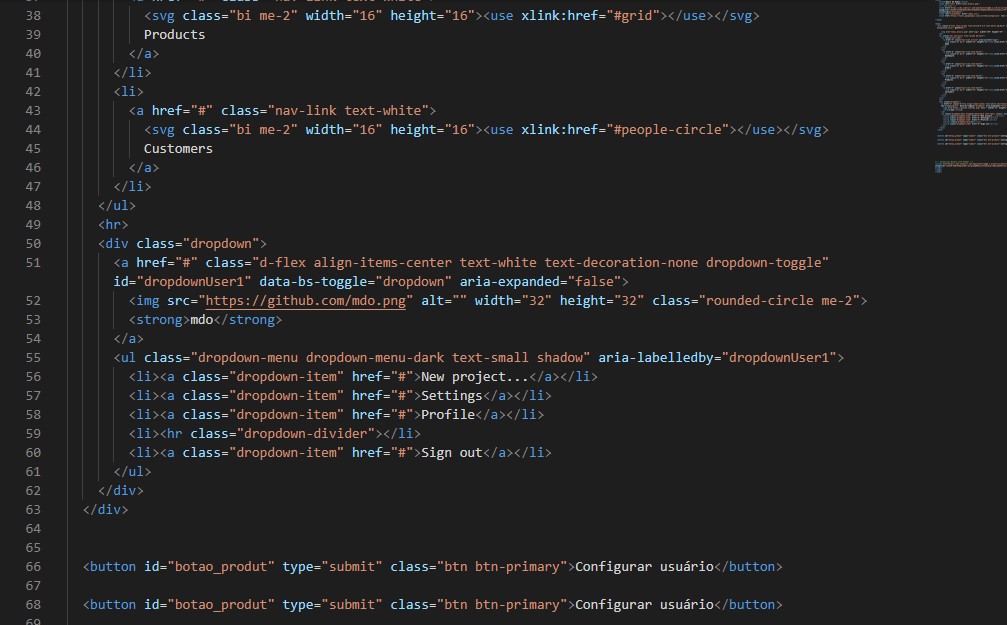 38 <svg class="bi me-2" width="16" height="16"><use xlink:href="#grid"></use></svg>
39 Products
40 </a>
41 </li>
42 <li>
43 <a href="#" class="nav-link text-white">
44 <svg class="bi me-2" width="16" height="16"><use xlink:href="#people-circle"></use></svg>
45 Customers
46 </a>
47 </li>
48 </ul>
49 <hr>
50 <div class="dropdown">
51 <a href="#" class="d-flex align-items-center text-white text-decoration-none dropdown-toggle"
id="dropdownUser1" data-bs-toggle="dropdown" aria-expanded="false">
52 <img src="https://github.com/mdo.png" alt="" width="32" height="32" class="rounded-circle me-2">
53 <strong>mdo</strong>
54 </a>
55 <ul class="dropdown-menu dropdown-menu-dark text-small shadow" aria-labelledby="dropdownUser1">
56 <li><a class="dropdown-item" href="#">New project...</a></li>
57 <li><a class="dropdown-item" href="#">Settings</a></li>
58 <li><a class="dropdown-item" href="#">Profile</a></li>
59 <li><hr class="dropdown-divider"></li>
60 <li><a class="dropdown-item" href="#">Sign out</a></li>
61 </ul>
62 </div>
63 </div>
64
65
66 <button id="botao_produt" type="submit" class="btn btn-primary">Configurar usuário</button>
67
68 <button id="botao_produt" type="submit" class="btn btn-primary">Configurar usuário</button>
69